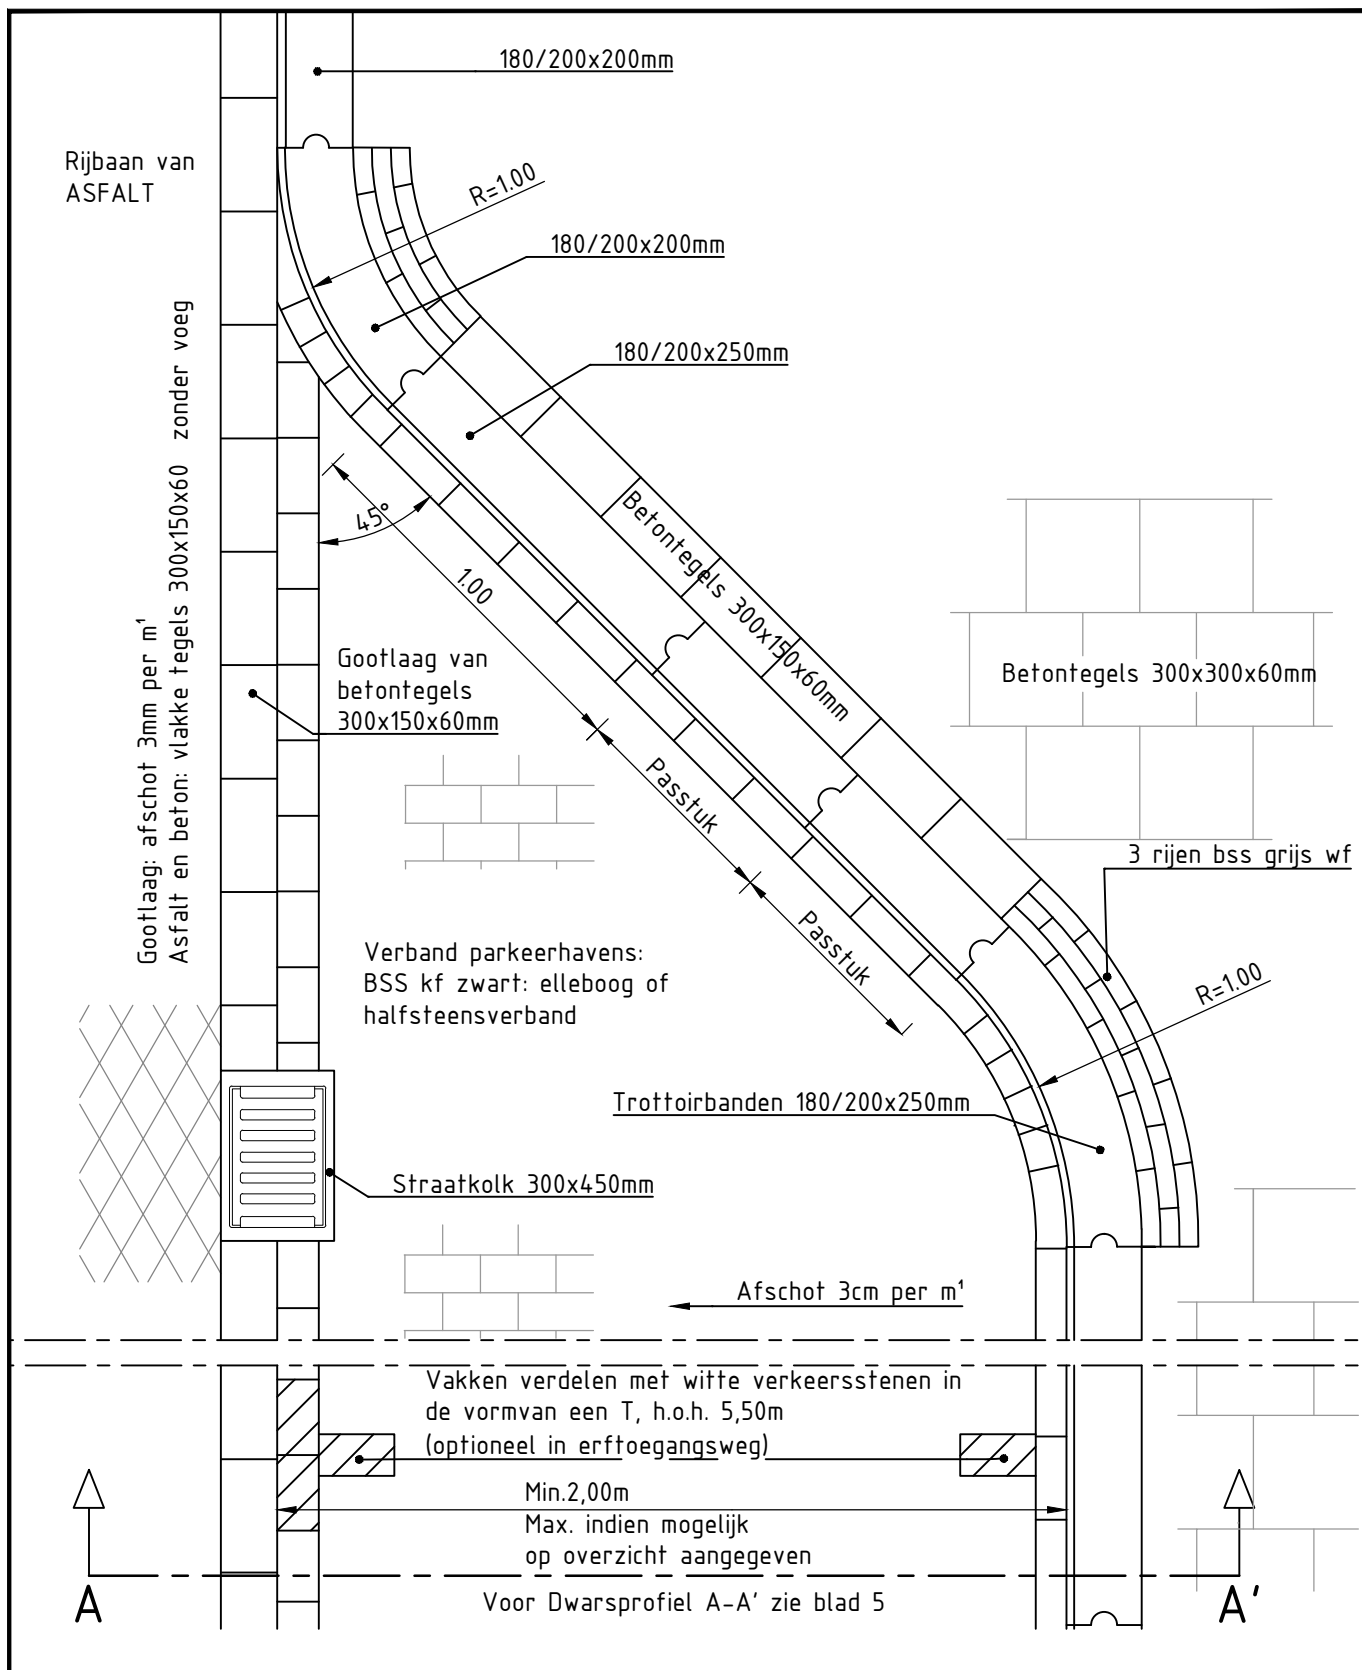 180/200x200mm
Rijbaan van
ASFALT
R=1.00
180/200x200mm
180/200x250mm
Gootlaag: afschot 3mm per m¹
Asfalt en beton: vlakke tegels 300x150x60 zonder voeg
45°
1.00
Betontegels 300x150x60mm
Gootlaag van
betontegels
300x150x60mm
Betontegels 300x300x60mm
Passtuk
3 rijen bss grijs wf
Passtuk
Verband parkeerhavens:
BSS kf zwart: elleboog of
halfsteensverband
R=1.00
Trottoirbanden 180/200x250mm
Straatkolk 300x450mm
Afschot 3cm per m¹
Vakken verdelen met witte verkeersstenen in
de vormvan een T, h.o.h. 5,50m
(optioneel in erftoegangsweg)
Min.2,00m
Max. indien mogelijk
op overzicht aangegeven
A
A'
Voor Dwarsprofiel A-A' zie blad 5